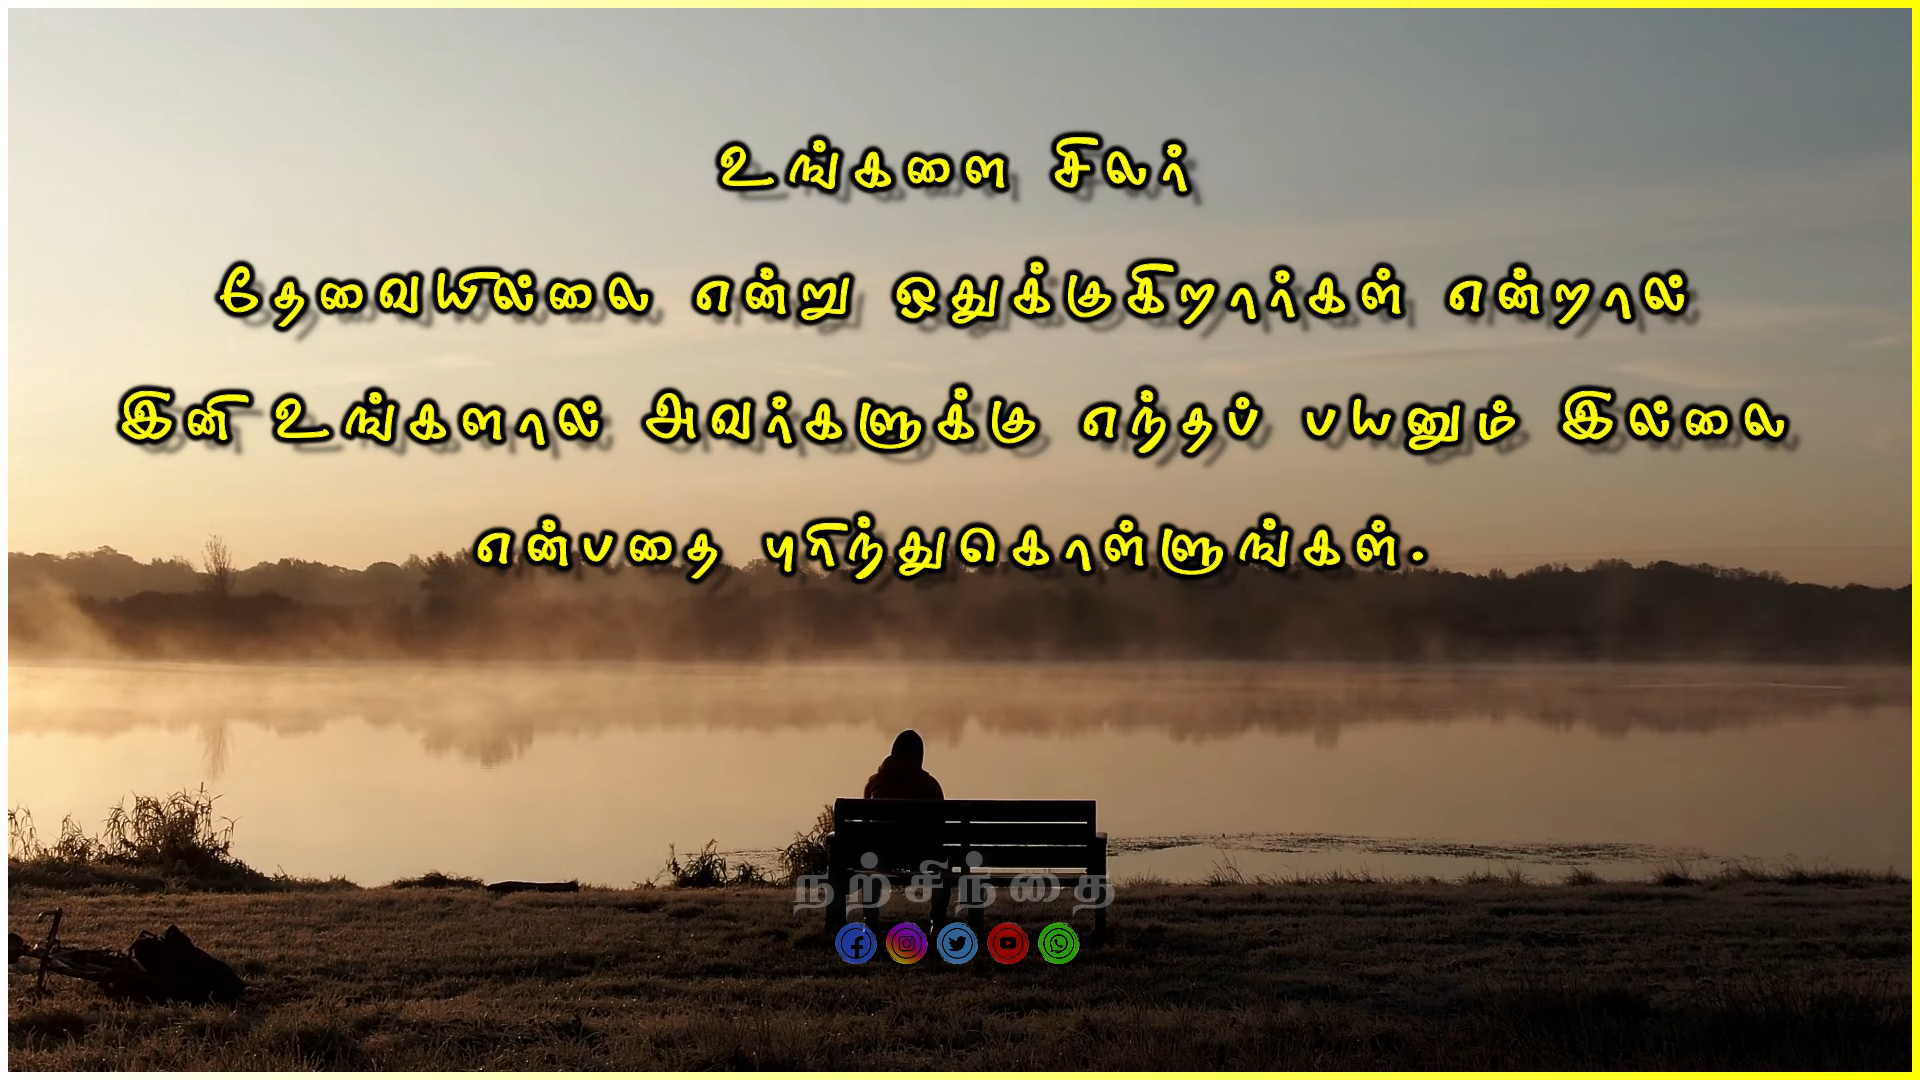 உங்களை சிலர்
தேவையில்லை என்று ஒதுக்குகிறார்கள் என்றால்
இனி உங்களால் அவர்களுக்கு எந்தப் பயனும் இல்லை
என்பதை புரிந்துகொள்ளுங்கள்.
நற்சிந்தை